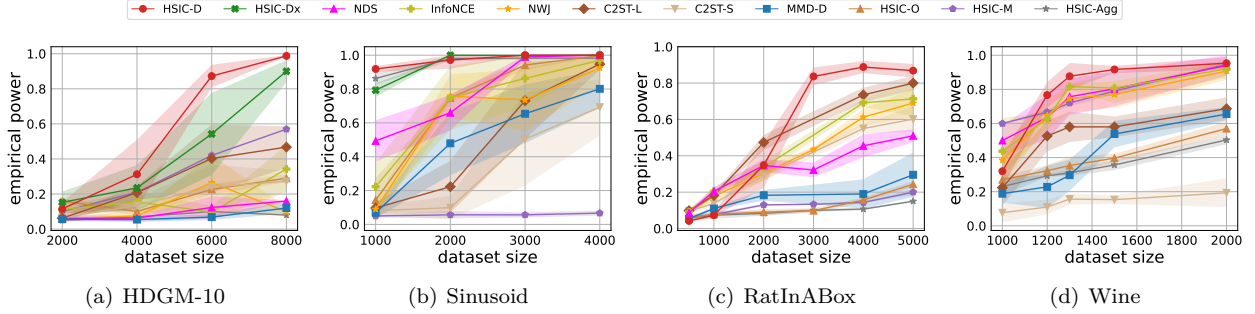 HSIC-D HSIC-Dx NDS InfoNCE NWJ C2ST-L C2ST-S MMD-D HSIC-O HSIC-M HSIC-Agg
empirical power
1.0
0.8
0.6
0.4
0.2
0.0
2000 4000 6000 8000
dataset size
(a) HDGM-10
empirical power
1.0
0.8
0.6
0.4
0.2
0.0
1000 2000 3000 4000
dataset size
(b) Sinusoid
empirical power
1.0
0.8
0.6
0.4
0.2
0.0
1000 2000 3000 4000 5000
dataset size
(c) RatInABox
empirical power
1.0
0.8
0.6
0.4
0.2
0.0
1000 1200 1400 1600 1800 2000
dataset size
(d) Wine